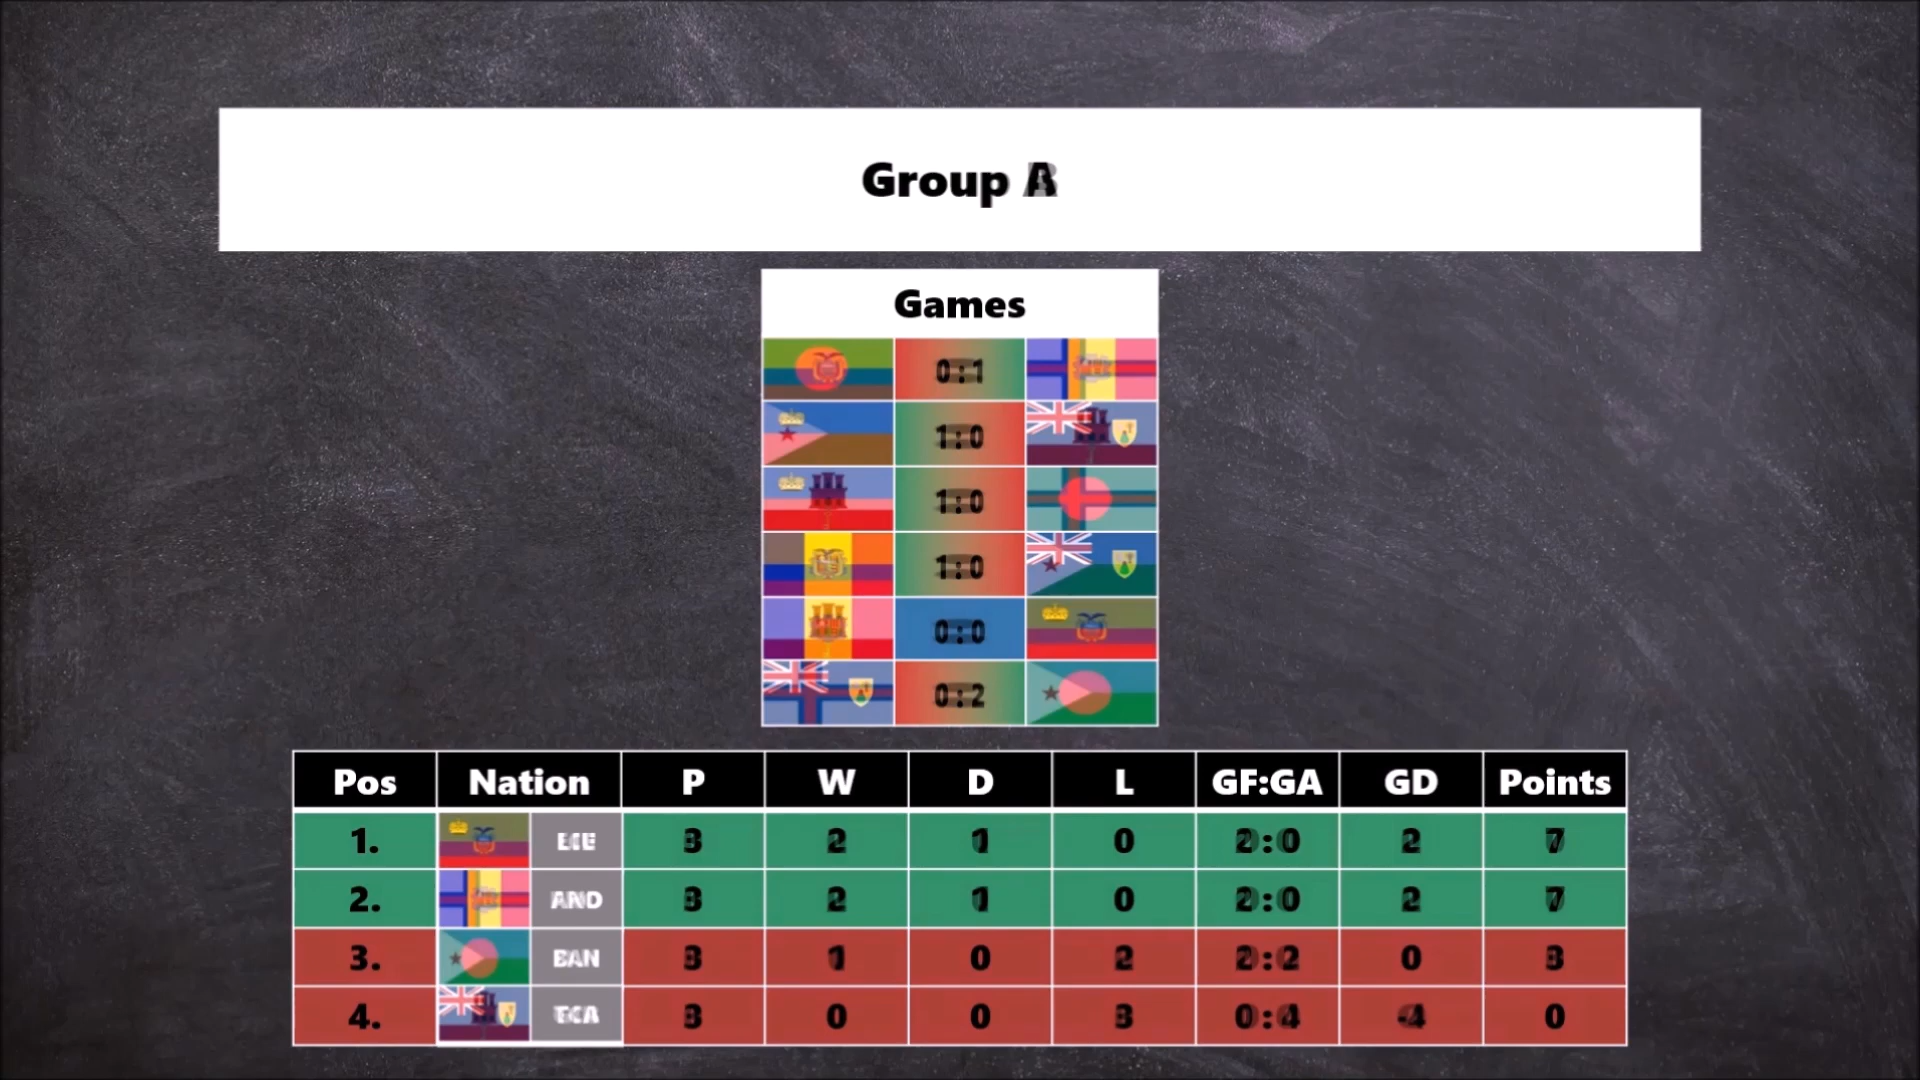 Group A
Games
0:1
1:0
1:0
1:0
0:0
0:2
Pos Nation P W D L GF:GA GD Points
1. 3 2 1 0 2:0 2 7
2. AND 3 2 1 0 2:0 2 7
3. BAN 3 1 0 2 2:2 0 3
4. TCA 3 0 0 3 0:4 -4 0